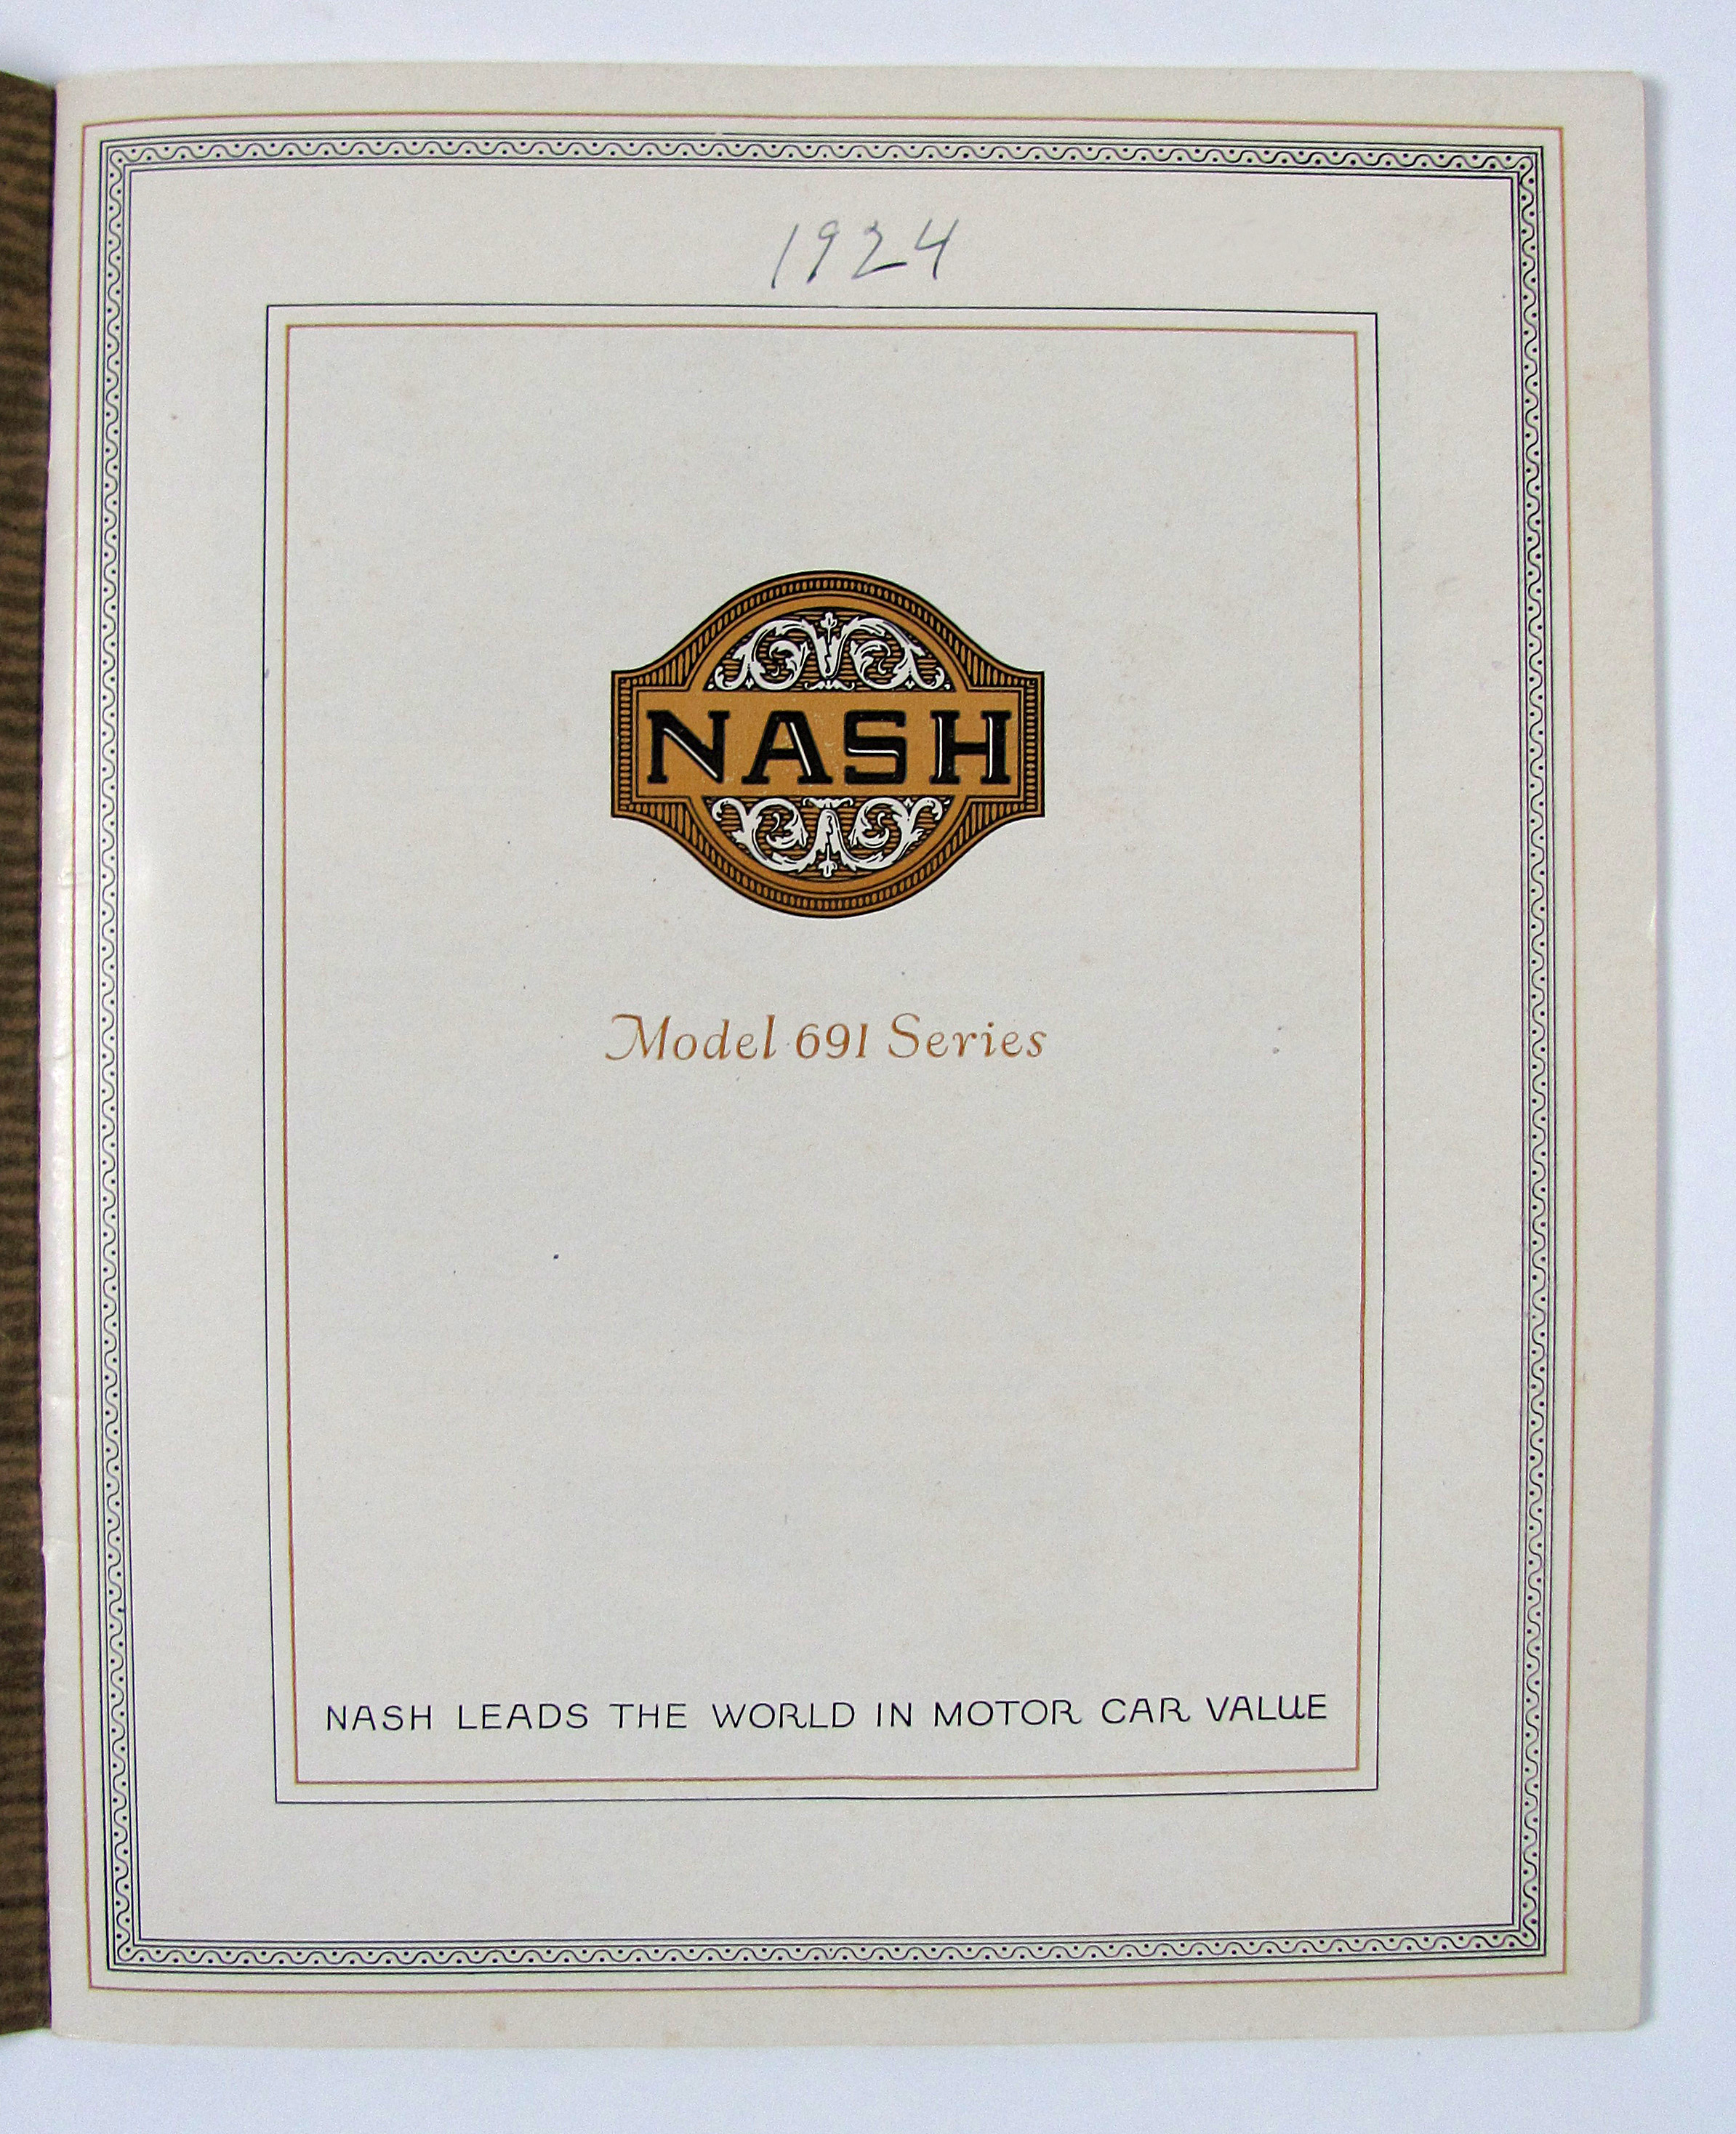 1924
NASH
Model 691 Series
NASH LEADS THE WORLD IN MOTOR CAR VALUE